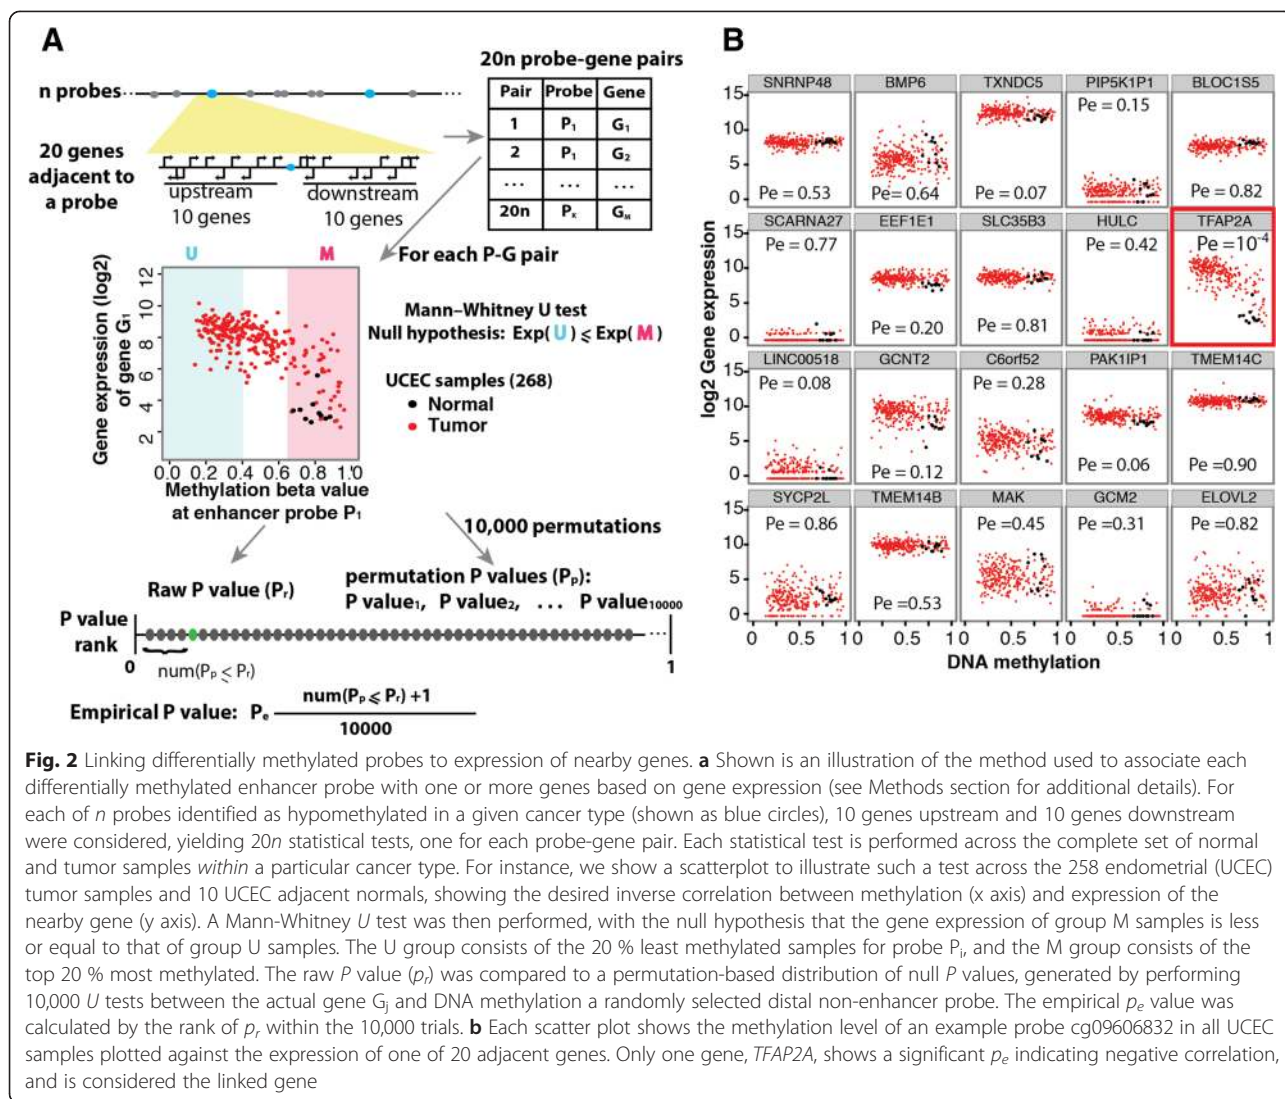 A
n probes
20 genes
adjacent to
a probe
upstream
10 genes
downstream
10 genes
20n probe-gene pairs
Pair Probe Gene
1 P1 G1
2 P1 G2
... ... ...
20n PK GM
For each P-G pair
U M
Gene expression (log2)
of gene G1
12
10
8
6
4
2
0.0 0.2 0.4 0.6 0.8 1.0
Methylation beta value
at enhancer probe P1
Mann–Whitney U test
Null hypothesis: Exp( U ) ⩽ Exp( M )
UCEC samples (268)
Normal
Tumor
10,000 permutations
Raw P value (Pr)
permutation P values (Pp):
P value1, P value2, ... P value10000
P value
rank
0 1
num(Pp ⩽ Pr)
Empirical P value: Pe
num(Pp ⩽ Pr) +1
10000
B
log2 Gene expression
SNRNP48 BMP6 TXNDC5 PIP5K1P1 BLOC1S5
15
10
5
0
Pe = 0.53 Pe = 0.64 Pe = 0.07 Pe = 0.15 Pe = 0.82
SCARNA27 EEF1E1 SLC35B3 HULC TFAP2A
15
10
5
0
Pe = 0.77 Pe = 0.20 Pe = 0.81 Pe = 0.42 Pe =10-4
LINC00518 GCNT2 C6orf52 PAK1IP1 TMEM14C
15
10
5
0
Pe = 0.08 Pe = 0.12 Pe = 0.28 Pe = 0.06 Pe =0.90
SYCP2L TMEM14B MAK GCM2 ELOVL2
15
10
5
0
Pe = 0.86 Pe =0.53 Pe =0.45 Pe =0.31 Pe =0.82
0 0.5 1 0 0.5 1 0 0.5 1 0 0.5 1 0 0.5 1
DNA methylation
Fig. 2 Linking differentially methylated probes to expression of nearby genes. a Shown is an illustration of the method used to associate each
differentially methylated enhancer probe with one or more genes based on gene expression (see Methods section for additional details). For
each of n probes identified as hypomethylated in a given cancer type (shown as blue circles), 10 genes upstream and 10 genes downstream
were considered, yielding 20n statistical tests, one for each probe-gene pair. Each statistical test is performed across the complete set of normal
and tumor samples within a particular cancer type. For instance, we show a scatterplot to illustrate such a test across the 258 endometrial (UCEC)
tumor samples and 10 UCEC adjacent normals, showing the desired inverse correlation between methylation (x axis) and expression of the
nearby gene (y axis). A Mann-Whitney U test was then performed, with the null hypothesis that the gene expression of group M samples is less
or equal to that of group U samples. The U group consists of the 20 % least methylated samples for probe Pi, and the M group consists of the
top 20 % most methylated. The raw P value (pr) was compared to a permutation-based distribution of null P values, generated by performing
10,000 U tests between the actual gene Gj and DNA methylation a randomly selected distal non-enhancer probe. The empirical pe value was
calculated by the rank of pr within the 10,000 trials. b Each scatter plot shows the methylation level of an example probe cg09606832 in all UCEC
samples plotted against the expression of one of 20 adjacent genes. Only one gene, TFAP2A, shows a significant pe indicating negative correlation,
and is considered the linked gene